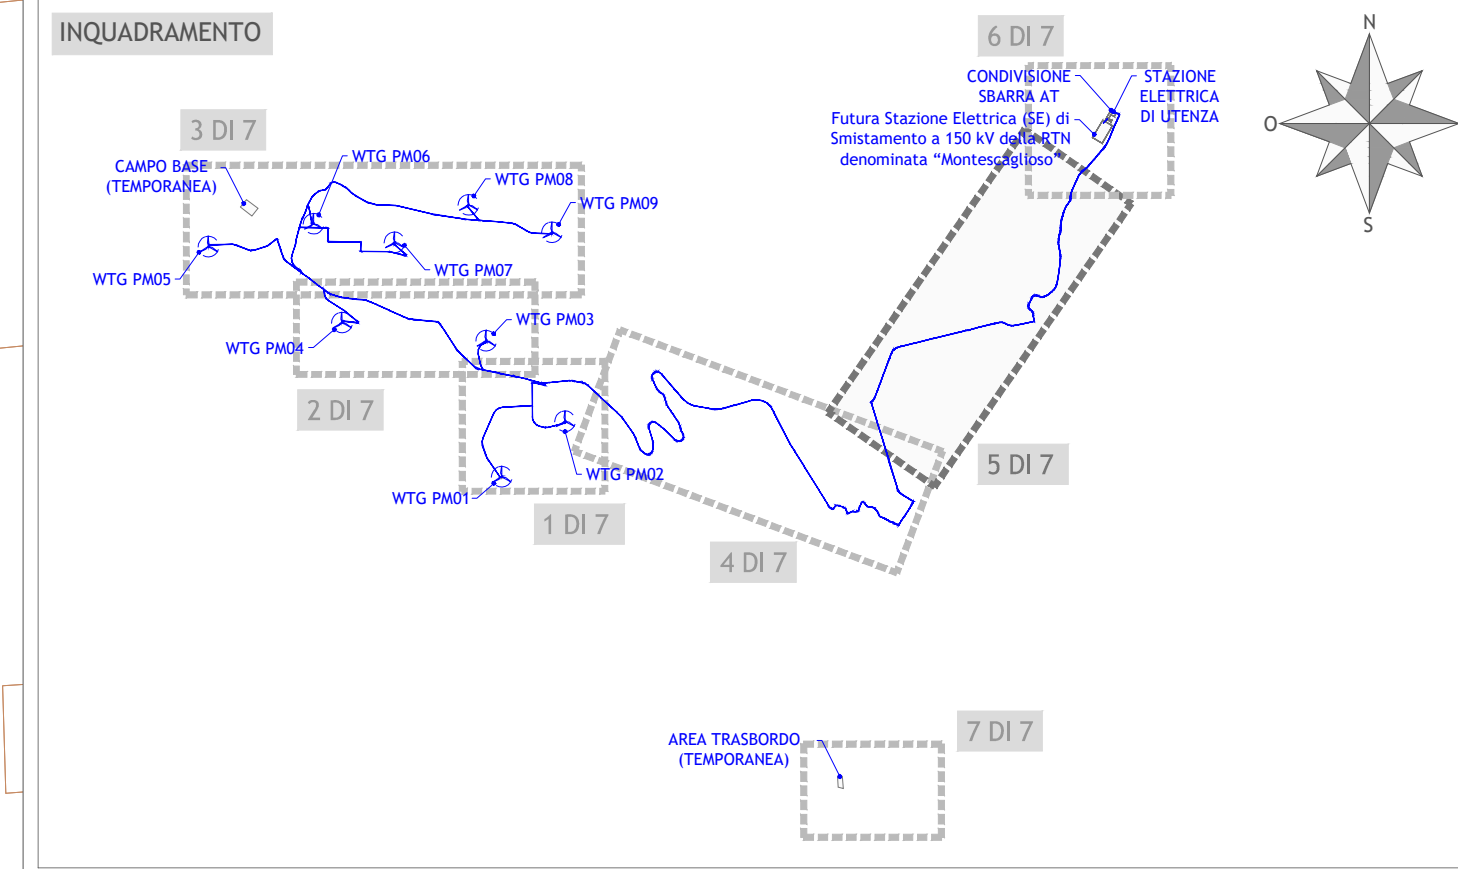 INQUADRAMENTO
6 DI 7
N
CONDIVISIONE
SBARRA AT
STAZIONE
ELETTRICA
DI UTENZA
Futura Stazione Elettrica (SE) di
Smistamento a 150 kV della RTN
denominata “Montescaglioso”
O
S
3 DI 7
CAMPO BASE
(TEMPORANEA)
WTG PM06
WTG PM08
WTG PM09
WTG PM07
WTG PM05
WTG PM03
WTG PM04
2 DI 7
WTG PM02
WTG PM01
1 DI 7
5 DI 7
4 DI 7
7 DI 7
AREA TRASBORDO
(TEMPORANEA)